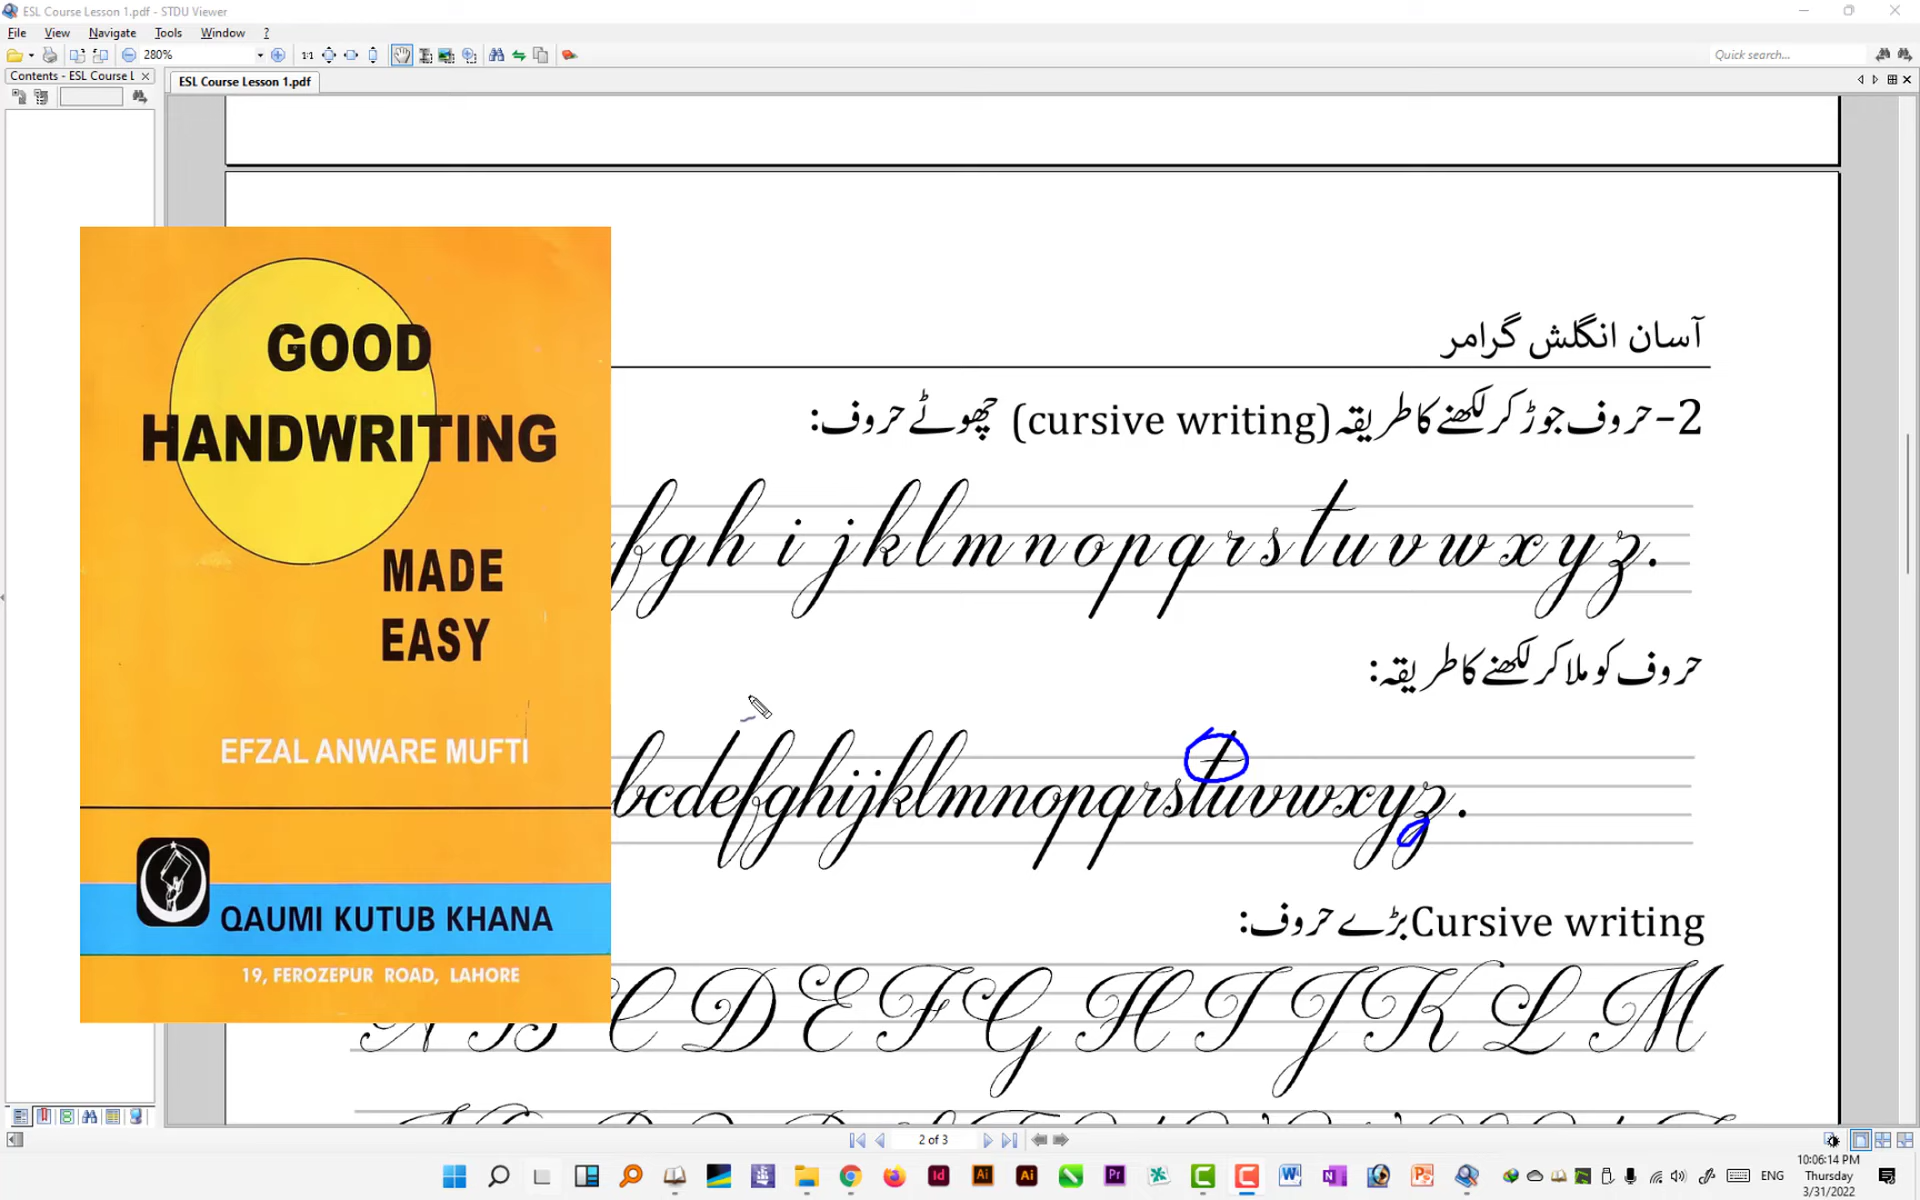 ESL Course Lesson 1.pdf - STDU Viewer
File View Navigate Tools Window ?
280% 1:1 Quick search...
Contents - ESL Course L
ESL Course Lesson 1.pdf
آسان انگلش گرامر
2-حروف جوڑ کر لکھنے کا طریقہ (cursive writing) چھوٹے حروف:
f g h i j k l m n o p q r s t u v w x y z .
حروف کو ملا کر لکھنے کا طریقہ:
bcdefghijklmnopqrstuvwxyz .
Cursive writing بڑے حروف:
A B C D E F G H I J K L M
GOOD
HANDWRITING
MADE
EASY
EFZAL ANWARE MUFTI
QAUMI KUTUB KHANA
19, FEROZEPUR ROAD, LAHORE
2 of 3
ENG
10:06:14 PM
Thursday
3/31/2022